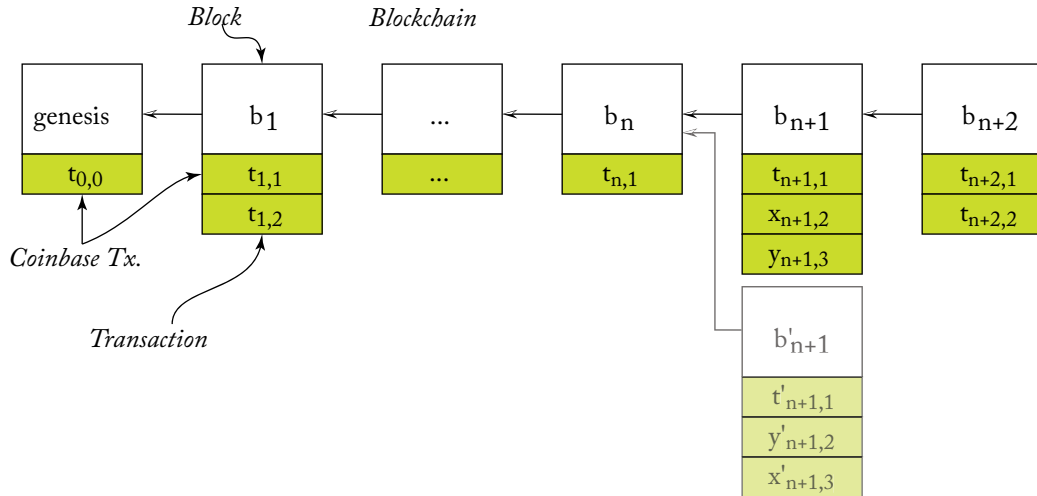 Block
Blockchain
genesis
b1
...
bn
bn+1
bn+2
t0,0
t1,1
...
tn,1
tn+1,1
tn+2,1
t1,2
xn+1,2
tn+2,2
Coinbase Tx.
yn+1,3
Transaction
b'n+1
t'n+1,1
y'n+1,2
x'n+1,3